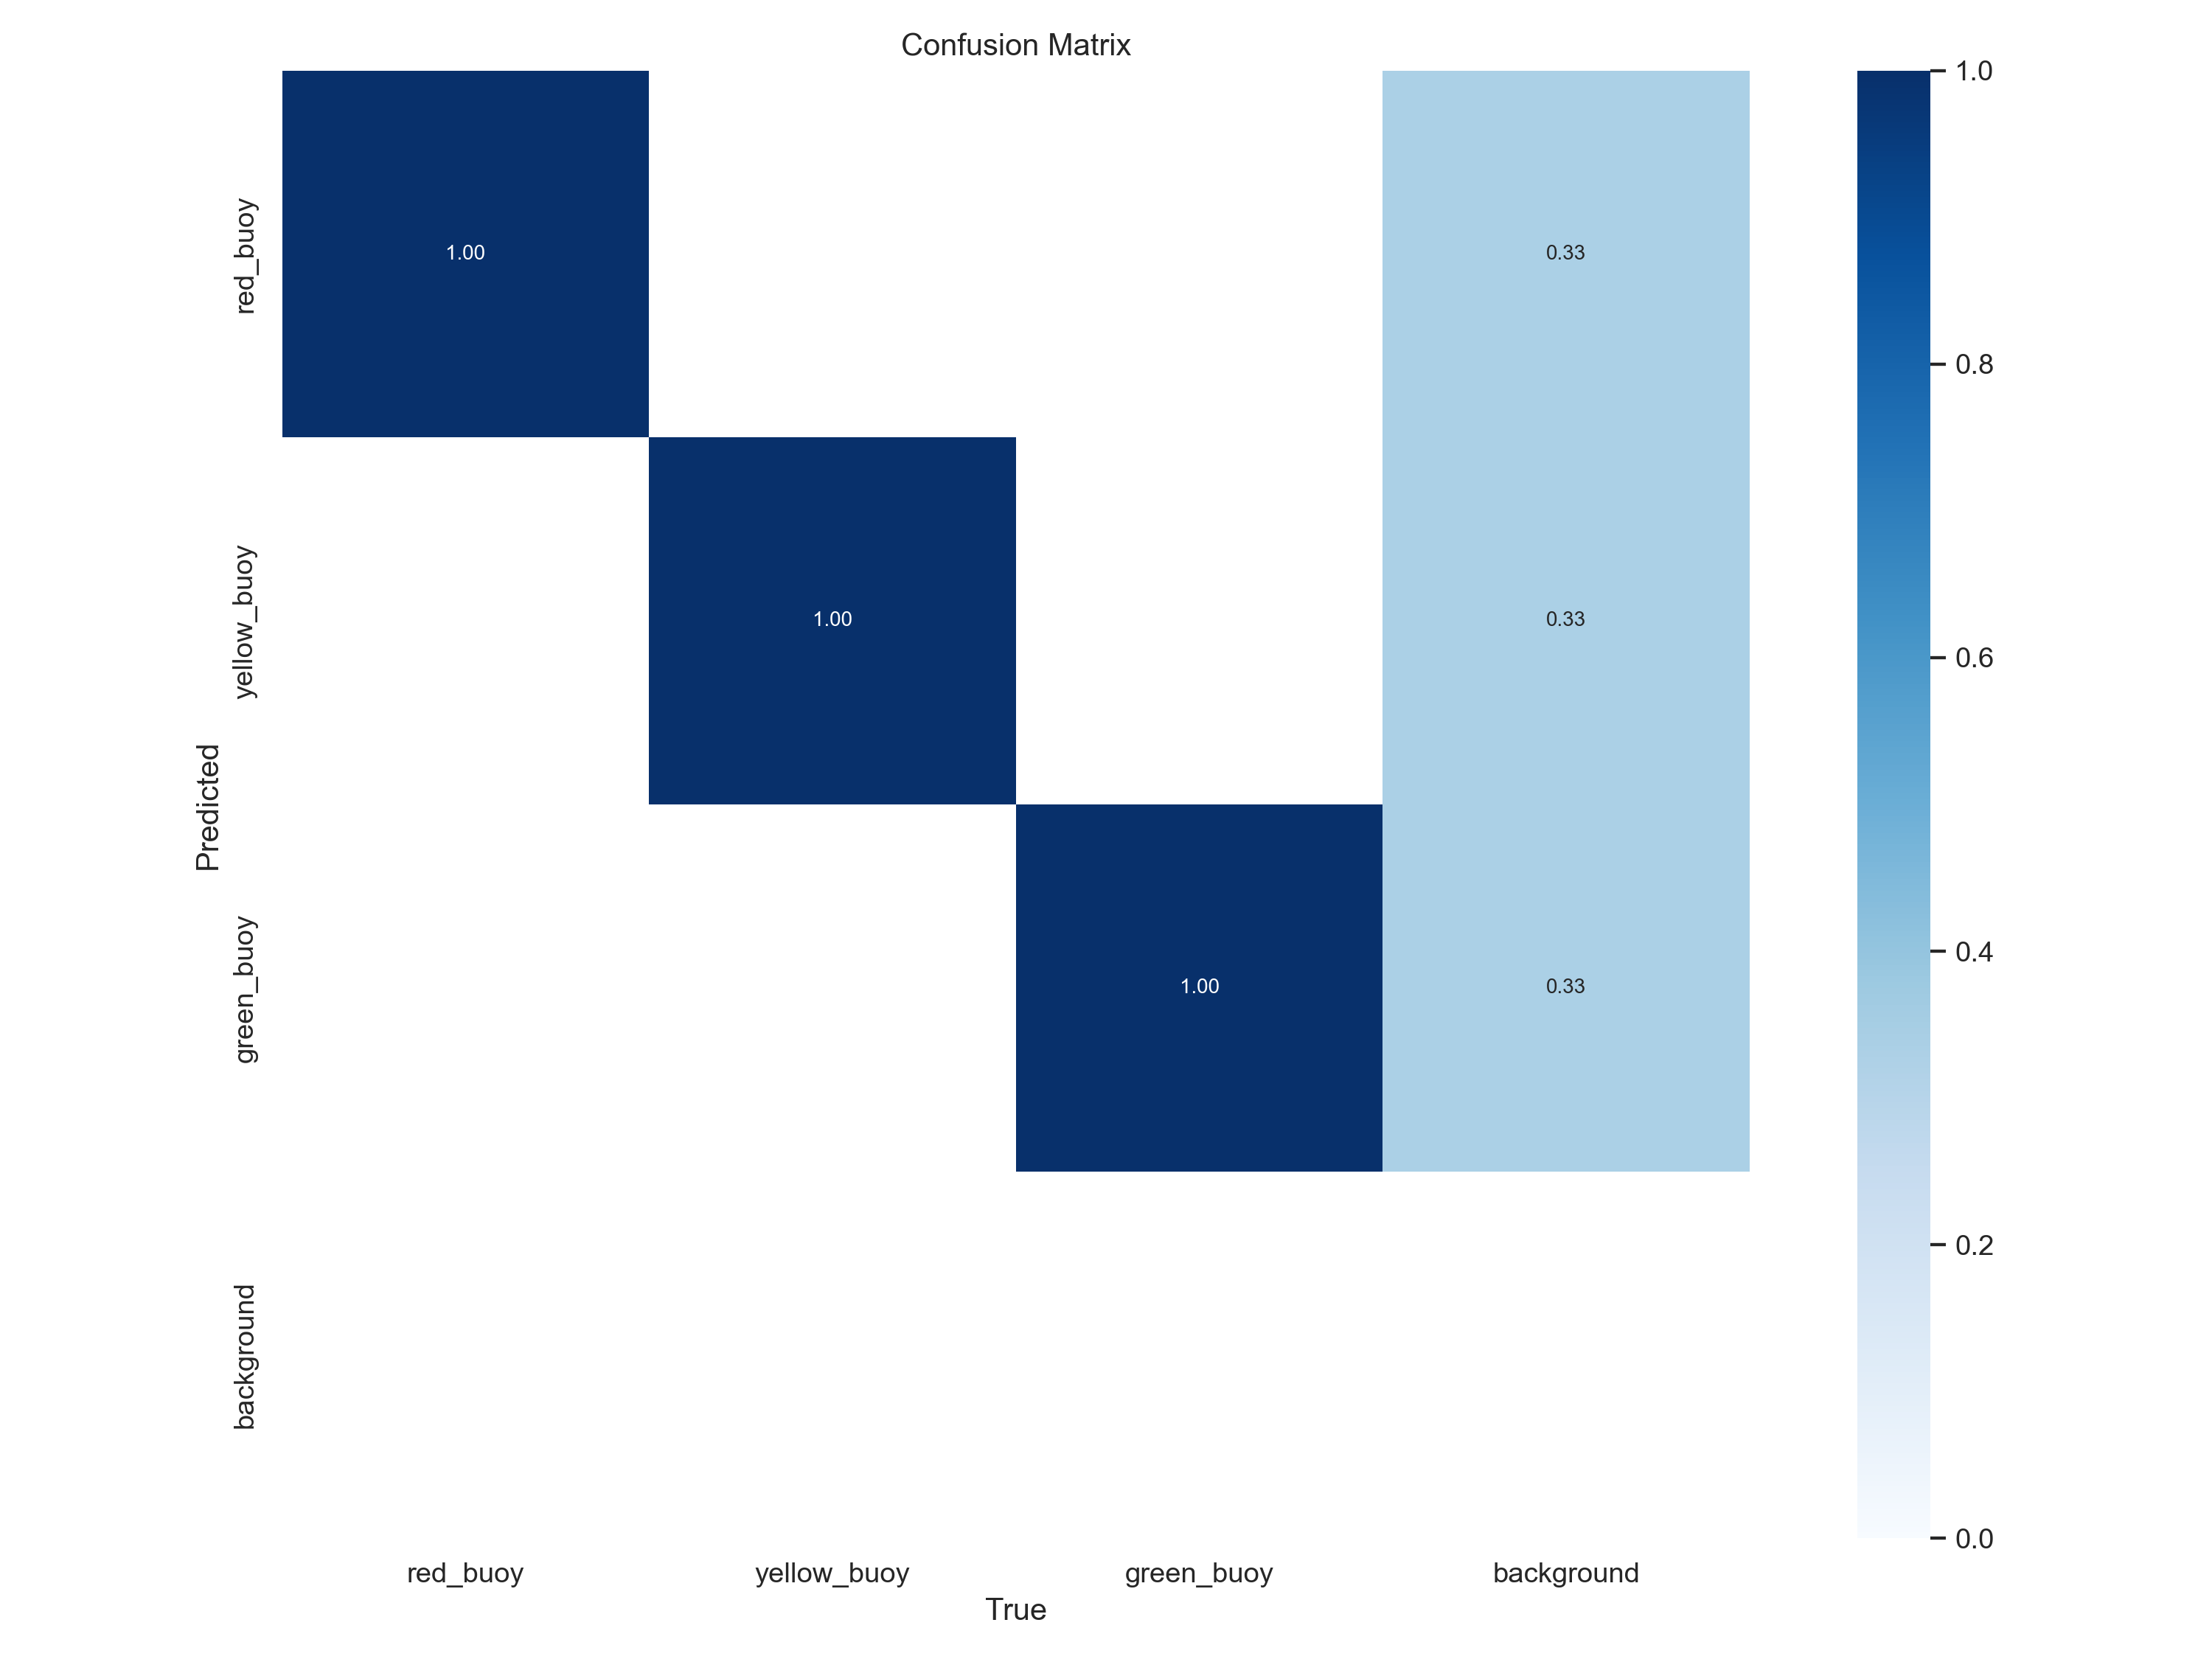 Confusion Matrix
1.0
red_buoy
1.00
0.33
0.8
yellow_buoy
1.00
0.33
0.6
Predicted
green_buoy
1.00
0.33
0.4
0.2
background
0.0
red_buoy
yellow_buoy
green_buoy
background
True